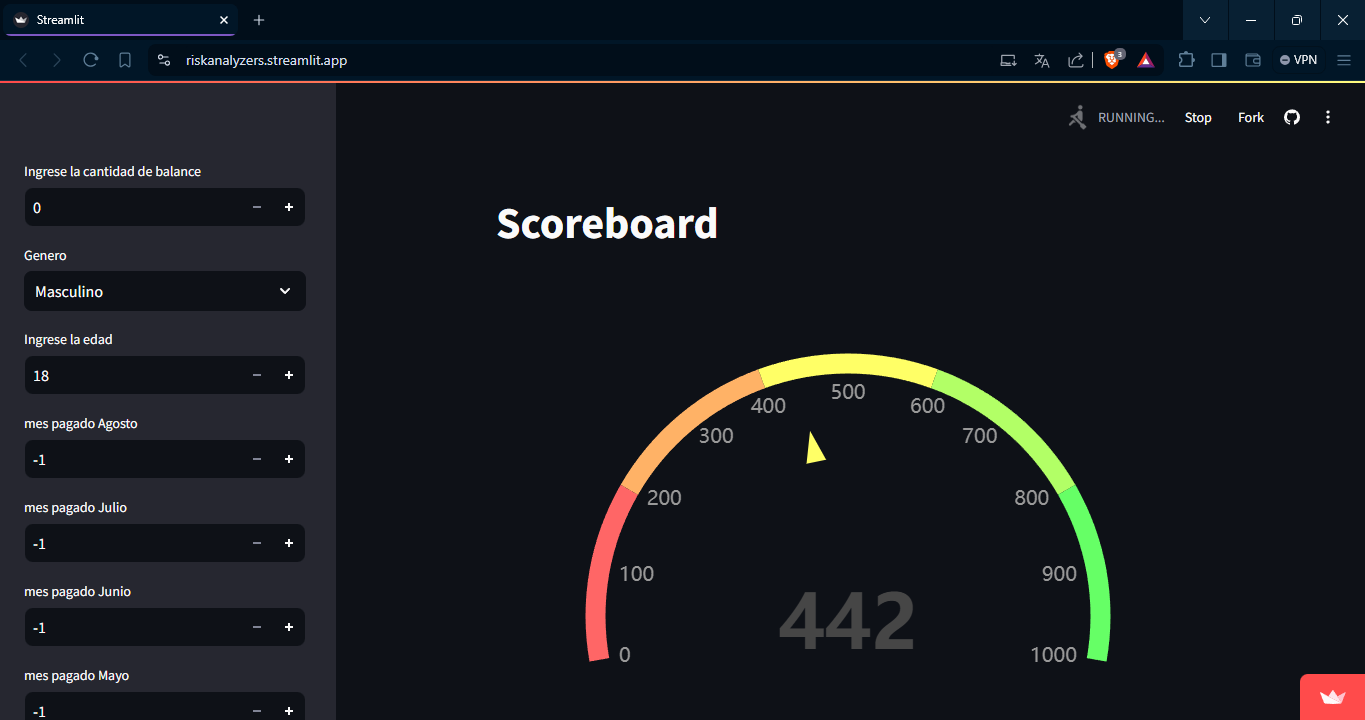 Streamlit
riskanalyzers.streamlit.app
3
VPN
RUNNING...
Stop
Fork
Ingrese la cantidad de balance
0
Genero
Masculino
Ingrese la edad
18
mes pagado Agosto
-1
mes pagado Julio
-1
mes pagado Junio
-1
mes pagado Mayo
-1
Scoreboard
0
100
200
300
400
500
600
700
800
900
1000
442